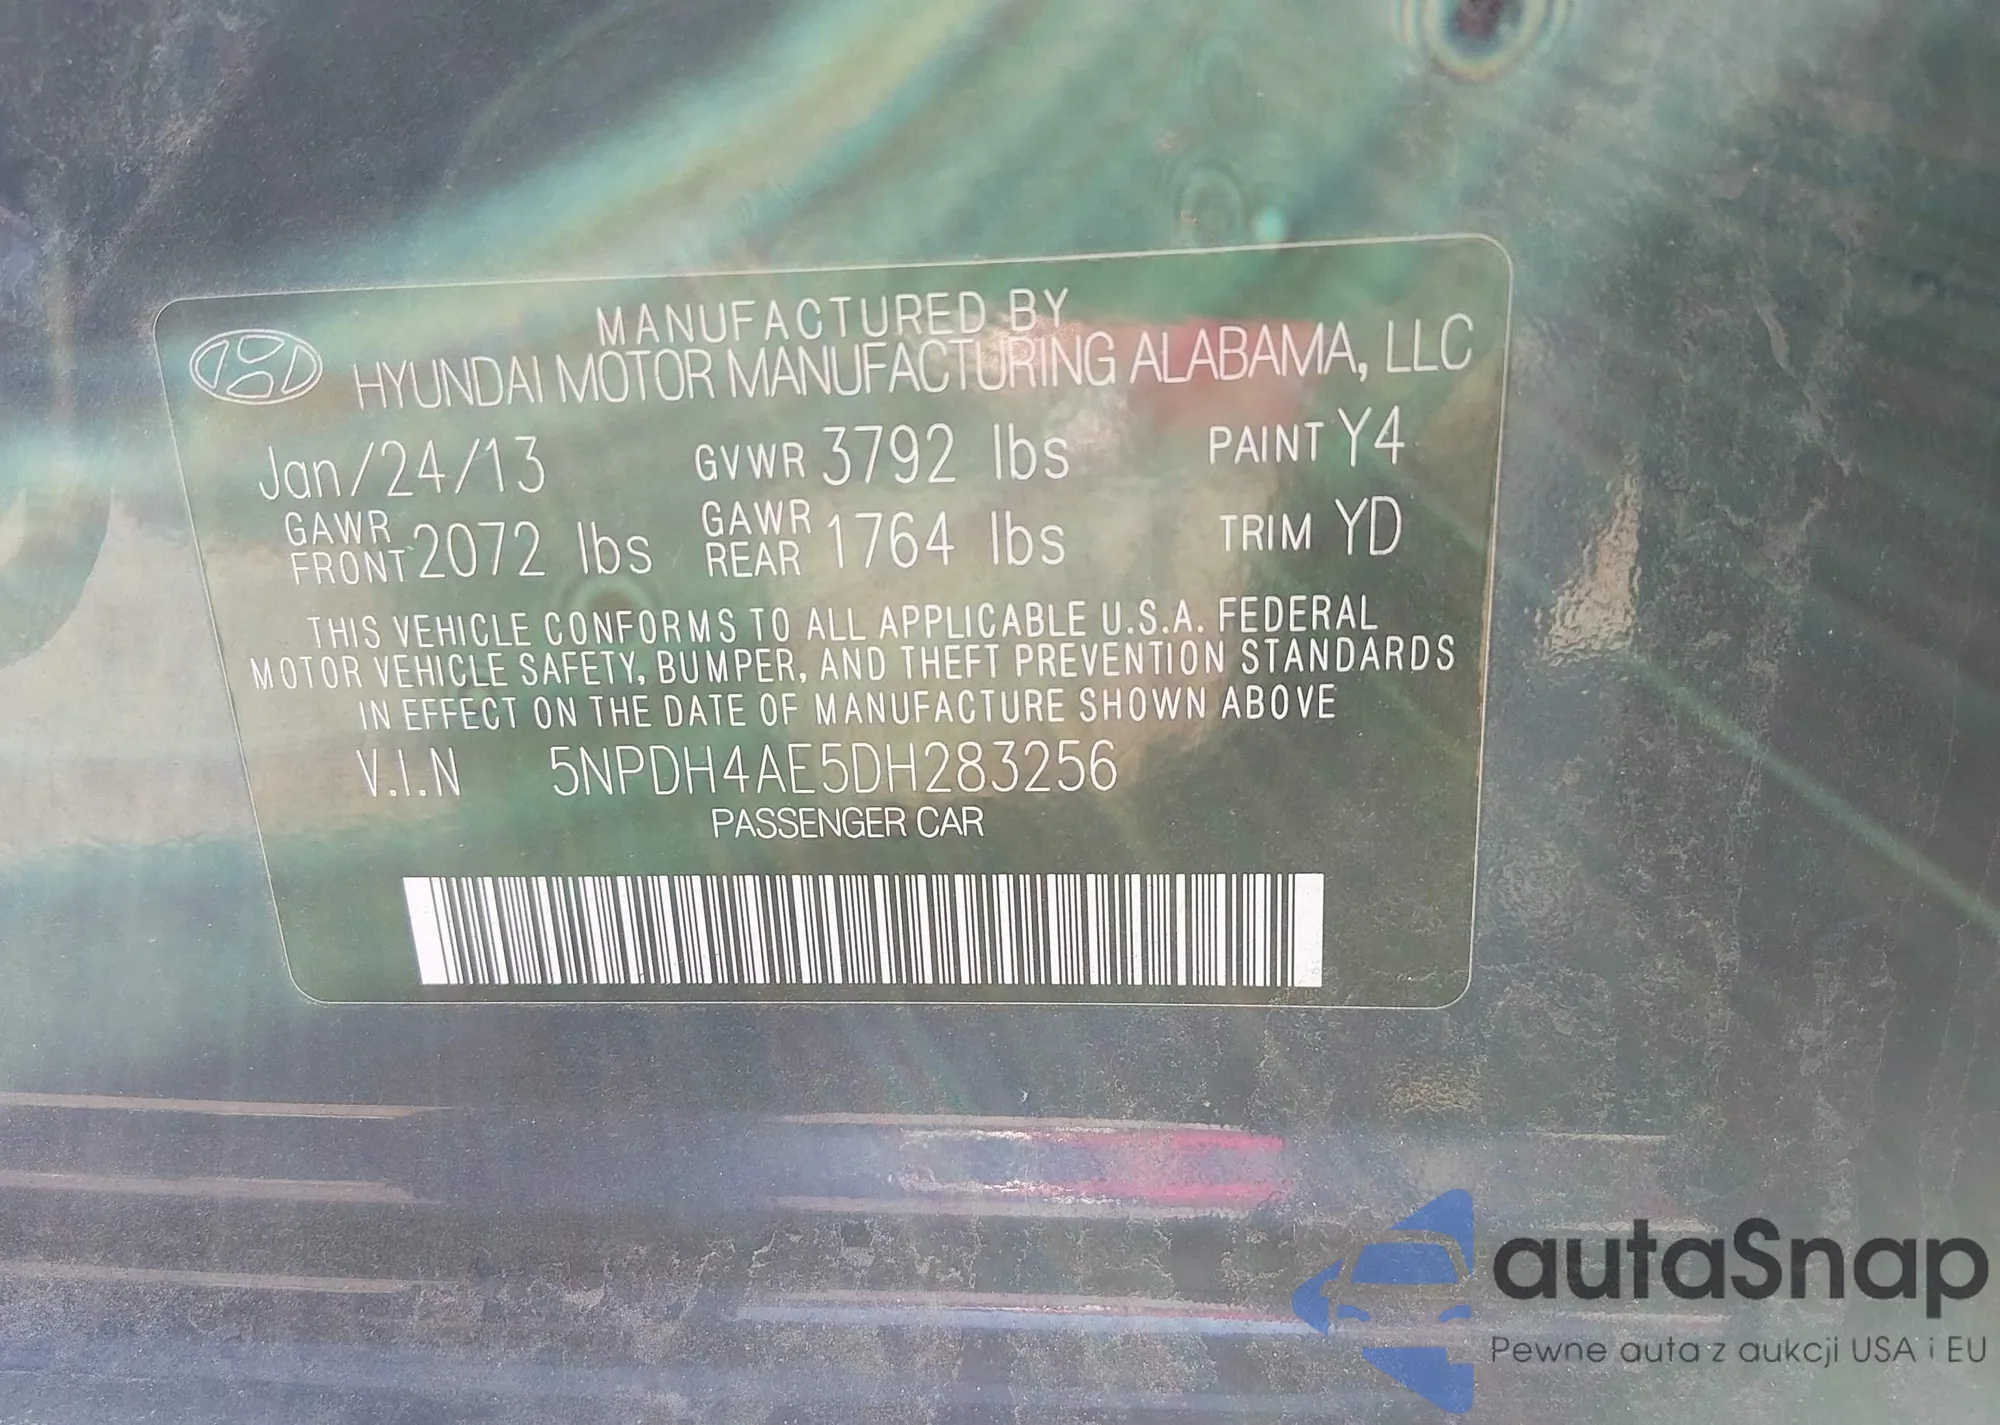 MANUFACTURED BY
HYUNDAI MOTOR MANUFACTURING ALABAMA, LLC
Jan/24/13 GVWR 3792 lbs PAINT Y4
GAWR FRONT 2072 lbs GAWR REAR 1764 lbs TRIM YD
THIS VEHICLE CONFORMS TO ALL APPLICABLE U.S.A. FEDERAL
MOTOR VEHICLE SAFETY, BUMPER, AND THEFT PREVENTION STANDARDS
IN EFFECT ON THE DATE OF MANUFACTURE SHOWN ABOVE
V.I.N 5NPDH4AE5DH283256
PASSENGER CAR
autaSnap
Pewne auta z aukcji USA i EU